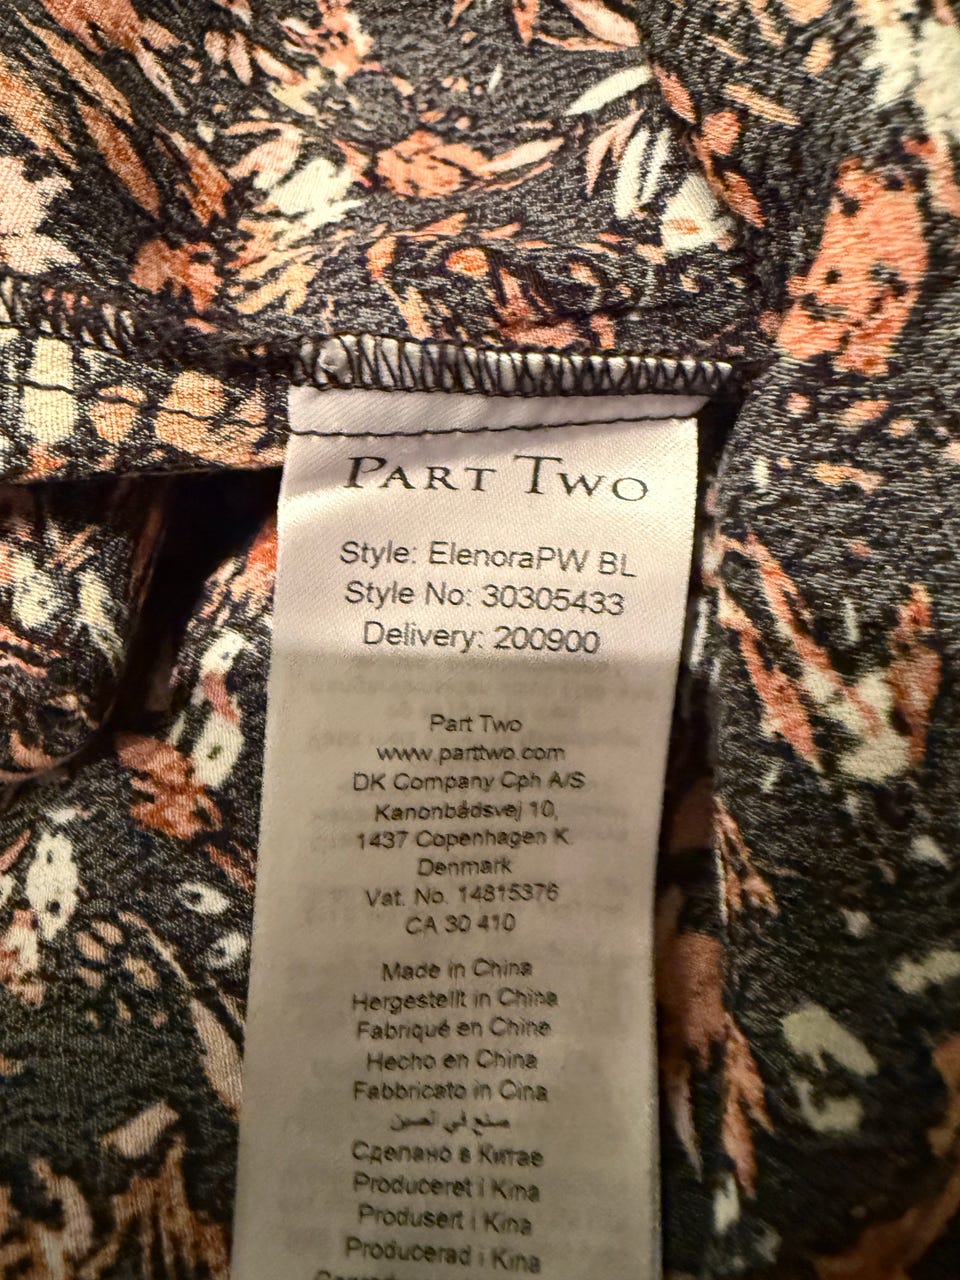 PART TWO
Style: ElenoraPW BL
Style No: 30305433
Delivery: 200900
Part Two
www.parttwo.com
DK Company Cph A/S
Kanonbådsvej 10,
1437 Copenhagen K
Denmark
Vat. No. 14815376
CA 30 410
Made in China
Hergestellt in China
Fabriqué en Chine
Hecho en China
Fabbricato in Cina
صنع في الصين
Сделано в Китае
Produceret i Kina
Produsert i Kina
Producerad i Kina